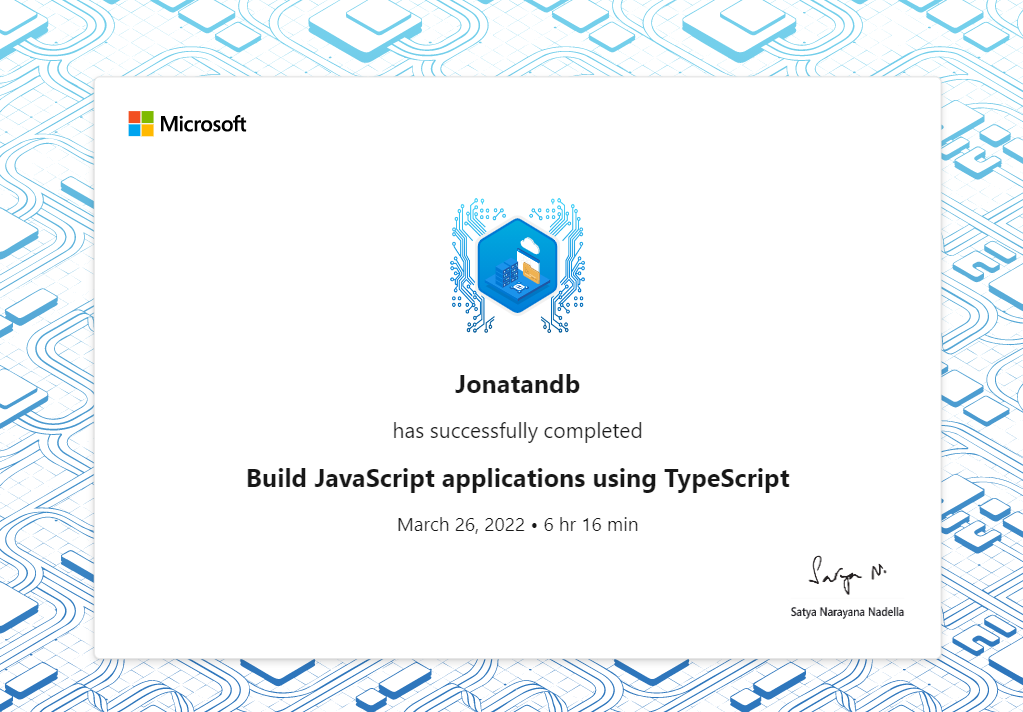 Microsoft
Jonatandb
has successfully completed
Build JavaScript applications using TypeScript
March 26, 2022 • 6 hr 16 min
Satya N.
Satya Narayana Nadella